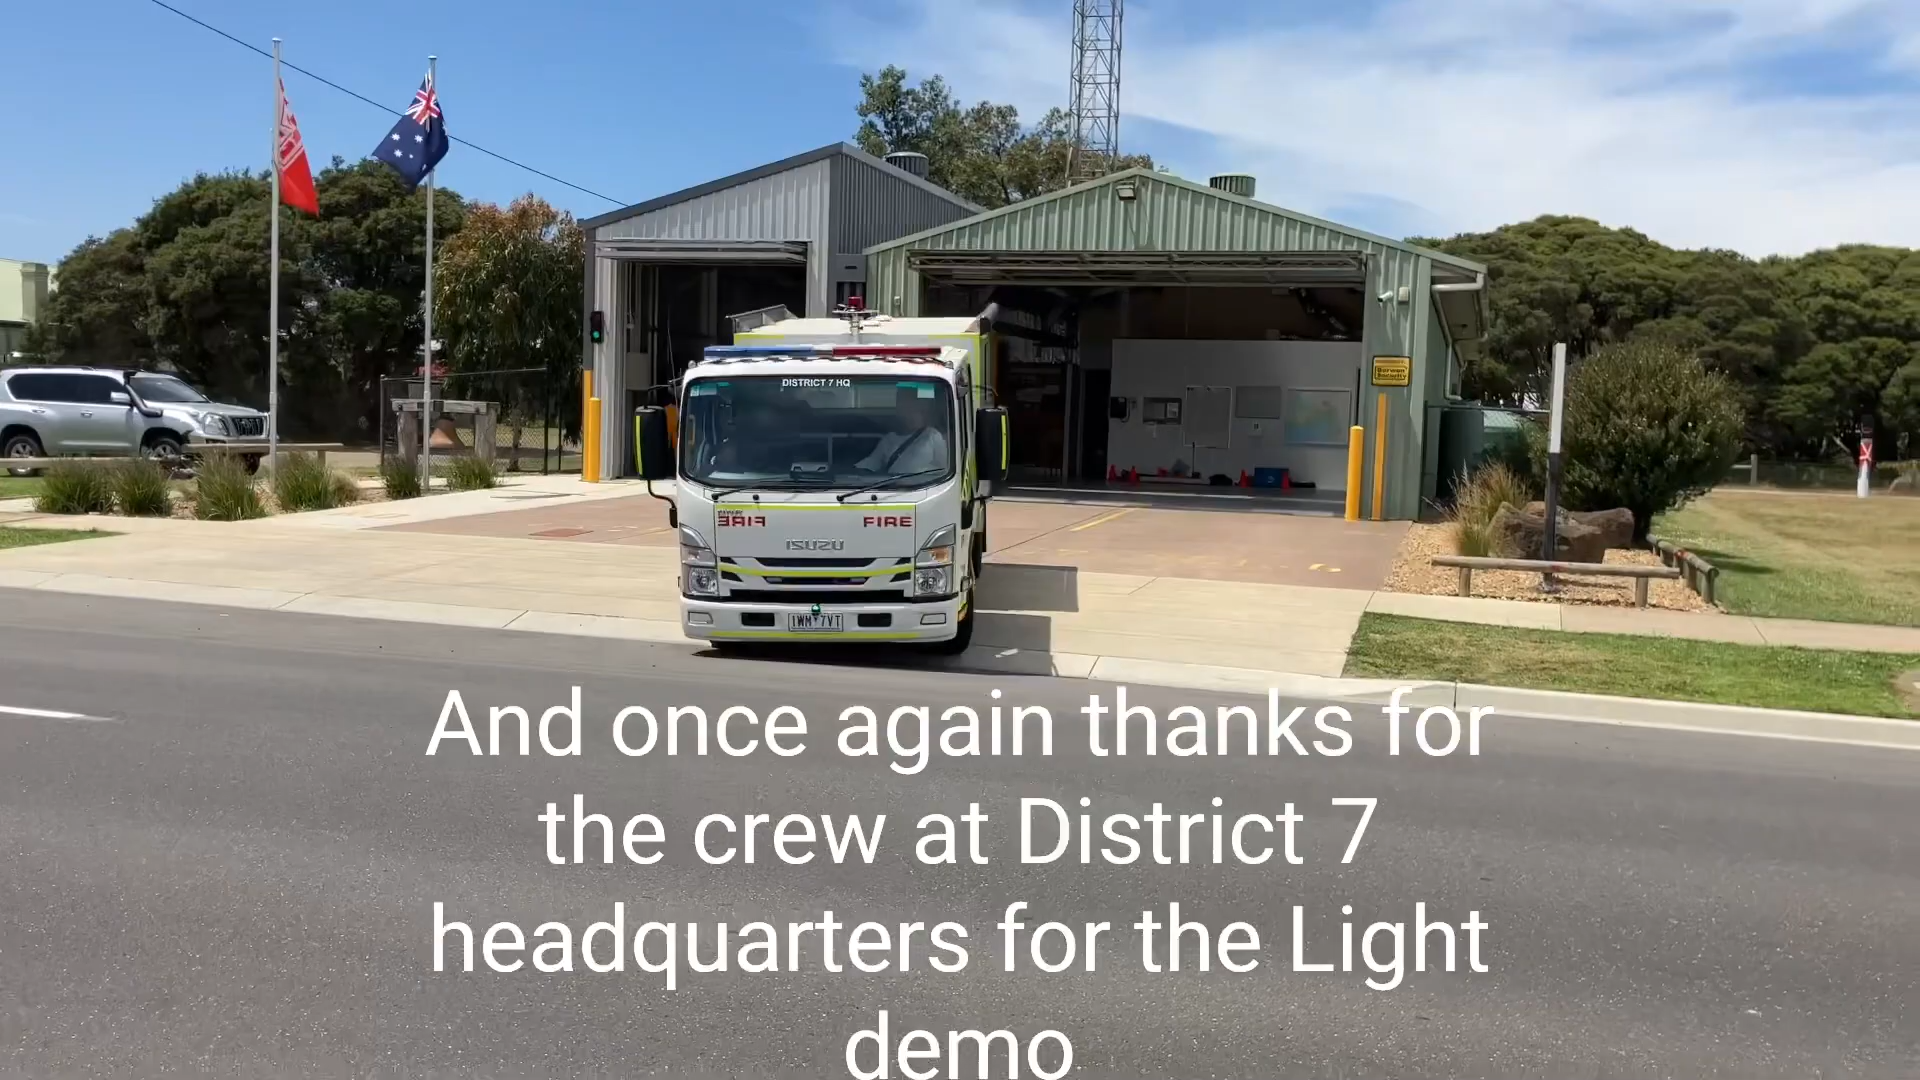 DISTRICT 7 HQ
FIRE
FIRE
ISUZU
1WM 7VT
And once again thanks for
the crew at District 7
headquarters for the Light
demo